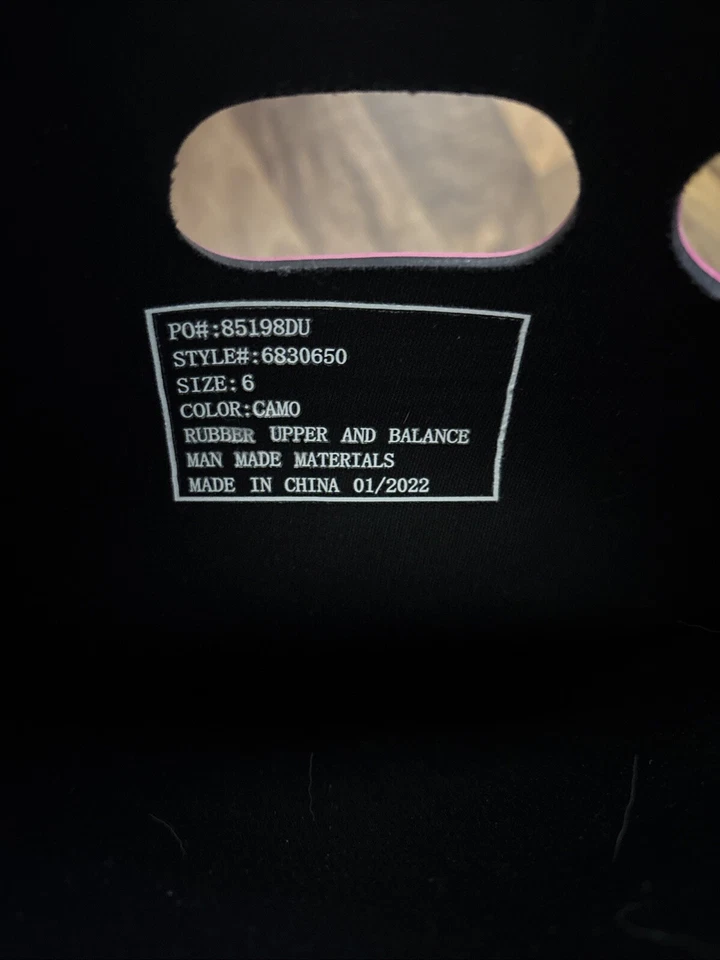 PO#:85198DU
STYLE#:6830650
SIZE:6
COLOR:CAMO
RUBBER UPPER AND BALANCE
MAN MADE MATERIALS
MADE IN CHINA 01/2022